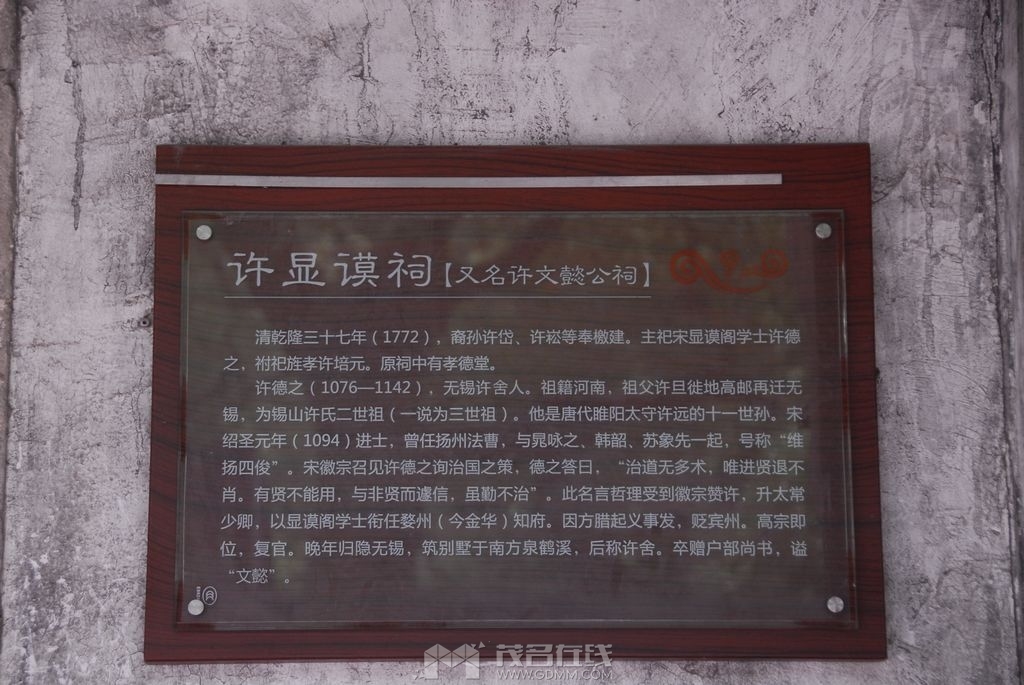 许显谟祠【又名许文懿公祠】
清乾隆三十七年（1772），裔孙许岱、许崧等奉檄建。主祀宋显谟阁学士许德
之，祔祀旌孝许培元。原祠中有孝德堂。
许德之（1076—1142），无锡许舍人。祖籍河南，祖父许旦徙地高邮再迁无
锡，为锡山许氏二世祖（一说为三世祖）。他是唐代睢阳太守许远的十一世孙。宋
绍圣元年（1094）进士，曾任扬州法曹，与晁咏之、韩韶、苏象先一起，号称“维
扬四俊”。宋徽宗召见许德之询治国之策，德之答曰，“治道无多术，唯进贤退不
肖。有贤不能用，与非贤而遽信，虽勤不治”。此名言哲理受到徽宗赞许，升太常
少卿，以显谟阁学士衔任婺州（今金华）知府。因方腊起义事发，贬宾州。高宗即
位，复官。晚年归隐无锡，筑别墅于南方泉鹤溪，后称许舍。卒赠户部尚书，谥
“文懿”。
茂名在线
WWW.GDMM.COM